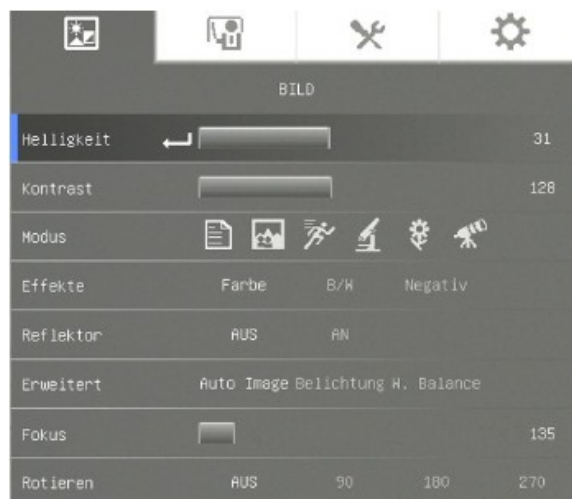 BILD
Helligkeit 31
Kontrast 128
Modus
Effekte Farbe B/W Negativ
Reflektor AUS AN
Erweitert Auto Image Belichtung W. Balance
Fokus 135
Rotieren AUS 90 180 270